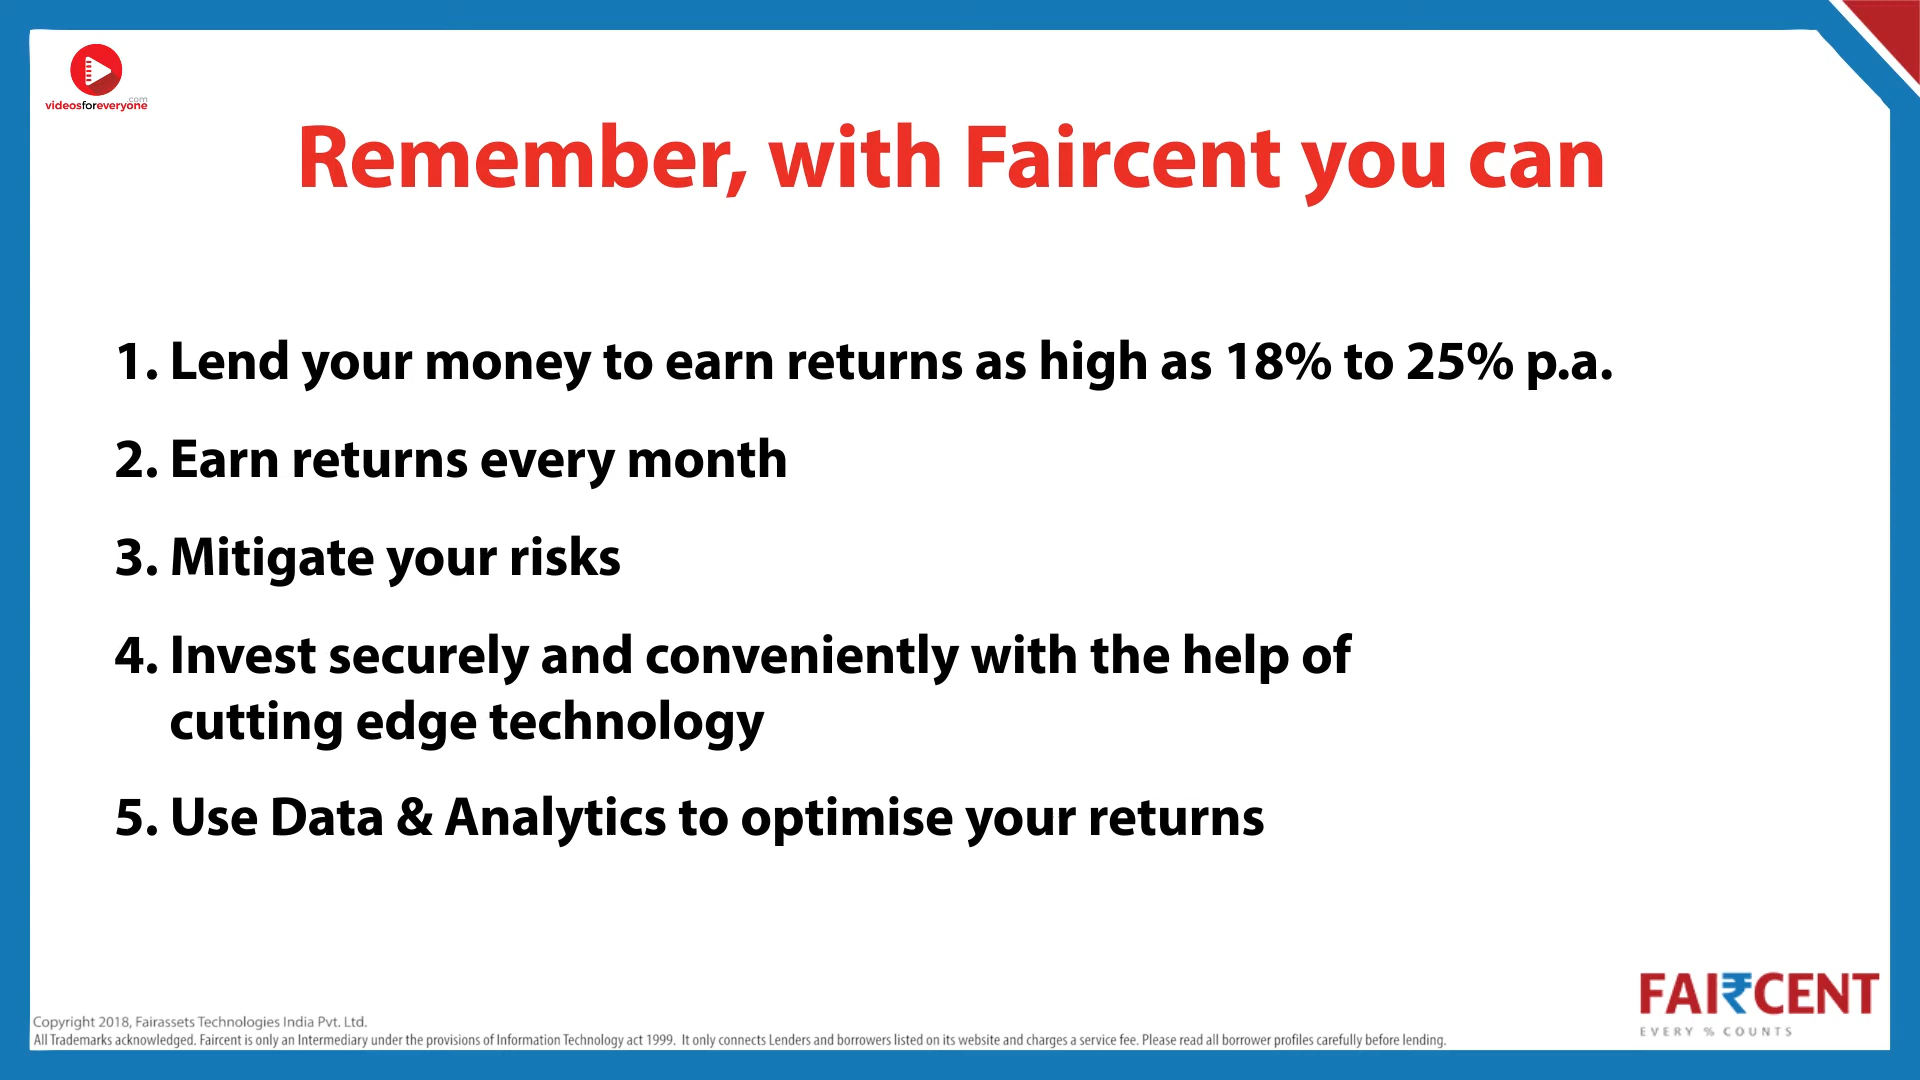 videosforeveryone
.com
Remember, with Faircent you can
1. Lend your money to earn returns as high as 18% to 25% p.a.
2. Earn returns every month
3. Mitigate your risks
4. Invest securely and conveniently with the help of
cutting edge technology
5. Use Data & Analytics to optimise your returns
FAI₹CENT
EVERY % COUNTS
Copyright 2018, Fairassets Technologies India Pvt. Ltd.
All Trademarks acknowledged. Faircent is only an Intermediary under the provisions of Information Technology act 1999. It only connects Lenders and borrowers listed on its website and charges a service fee. Please read all borrower profiles carefully before lending.